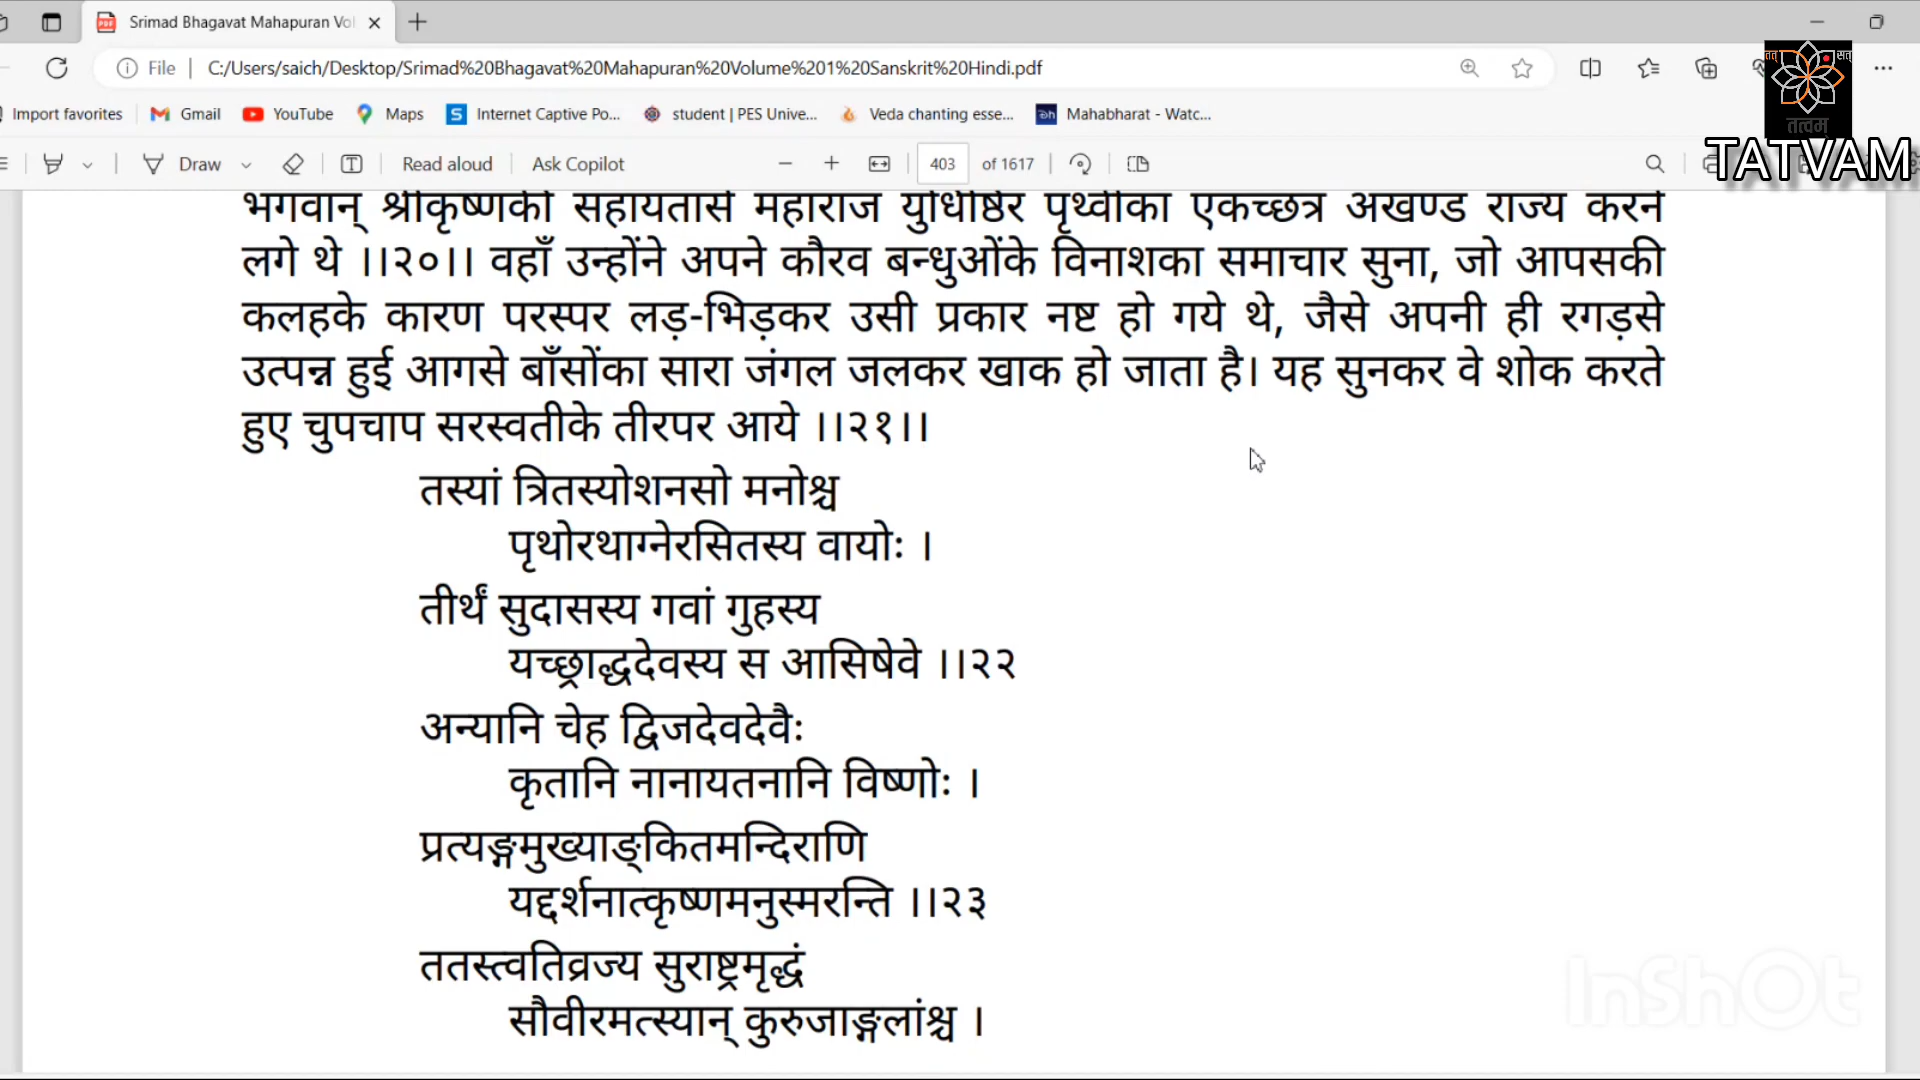 Srimad Bhagavat Mahapuran Vol
File C:/Users/saich/Desktop/Srimad%20Bhagavat%20Mahapuran%20Volume%201%20Sanskrit%20Hindi.pdf
तत् सत्
तत्वम्
TATVAM
Import favorites Gmail YouTube Maps Internet Captive Po... student | PES Unive... Veda chanting esse... Mahabharat - Watc...
Draw Read aloud Ask Copilot 403 of 1617
भगवान् श्रीकृष्णकी सहायतासे महाराज युधिष्ठिर पृथ्वीका एकच्छत्र अखण्ड राज्य करने
लगे थे ।।२०।। वहाँ उन्होंने अपने कौरव बन्धुओंके विनाशका समाचार सुना, जो आपसकी
कलहके कारण परस्पर लड़-भिड़कर उसी प्रकार नष्ट हो गये थे, जैसे अपनी ही रगड़से
उत्पन्न हुई आगसे बाँसोंका सारा जंगल जलकर खाक हो जाता है। यह सुनकर वे शोक करते
हुए चुपचाप सरस्वतीके तीरपर आये ।।२१।।
तस्यां त्रितस्योशनसो मनोश्च
पृथोरथाग्नेरसितस्य वायोः ।
तीर्थं सुदासस्य गवां गुहस्य
यच्छ्राद्धदेवस्य स आसिषेवे ।।२२
अन्यानि चेह द्विजदेवदेवैः
कृतानि नानायतनानि विष्णोः ।
प्रत्यङ्गमुख्याङ्कितमन्दिराणि
यद्दर्शनात्कृष्णमनुस्मरन्ति ।।२३
ततस्त्वतिव्रज्य सुराष्ट्रमृद्धं
सौवीरमत्स्यान् कुरुजाङ्गलांश्च ।
InShOt